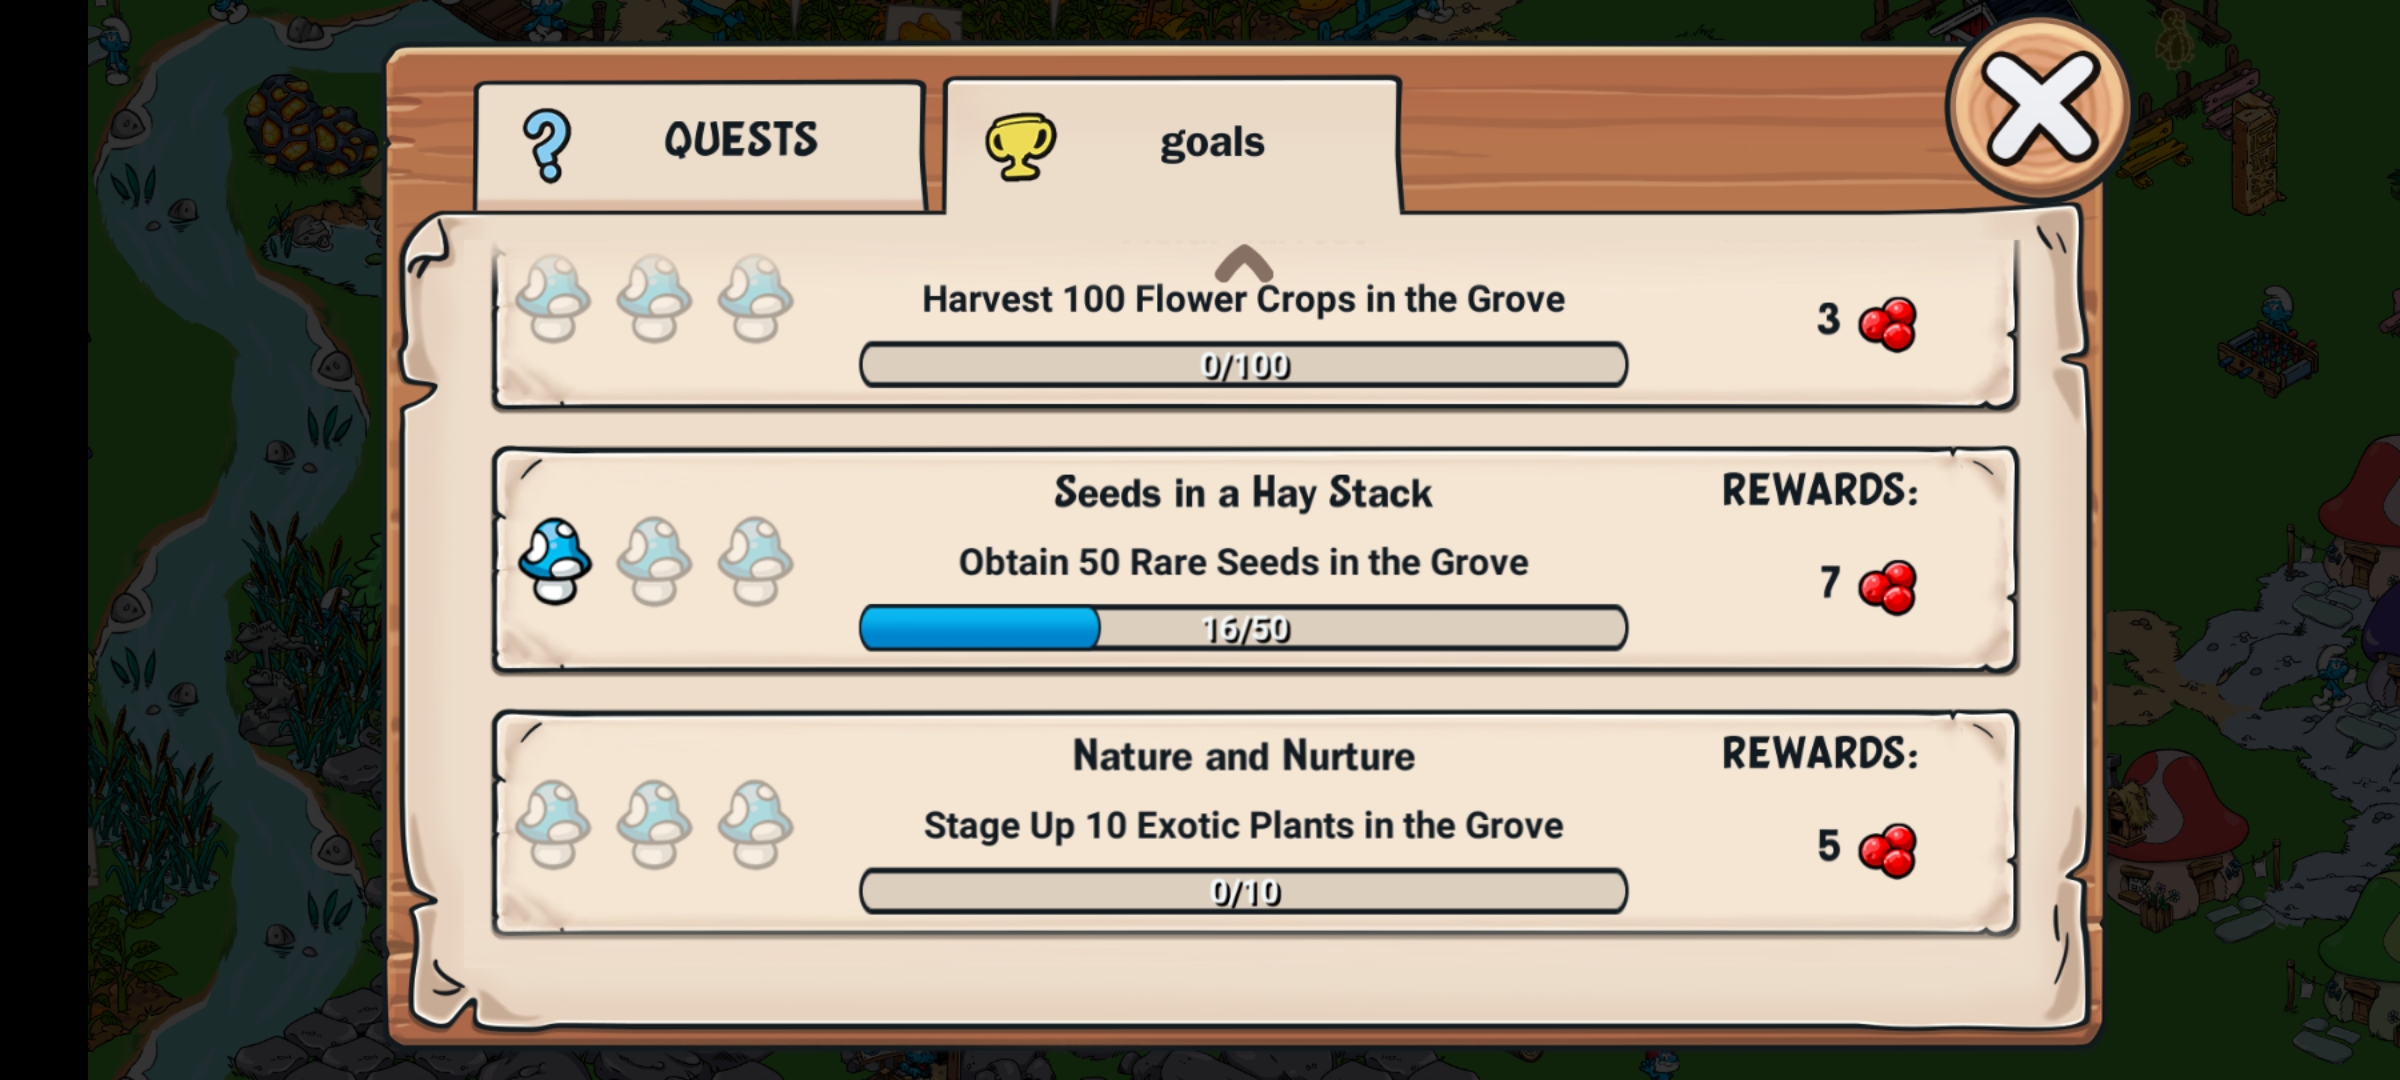 QUESTS
goals
Harvest 100 Flower Crops in the Grove
3
0/100
Seeds in a Hay Stack
REWARDS:
Obtain 50 Rare Seeds in the Grove
7
16/50
Nature and Nurture
REWARDS:
Stage Up 10 Exotic Plants in the Grove
5
0/10